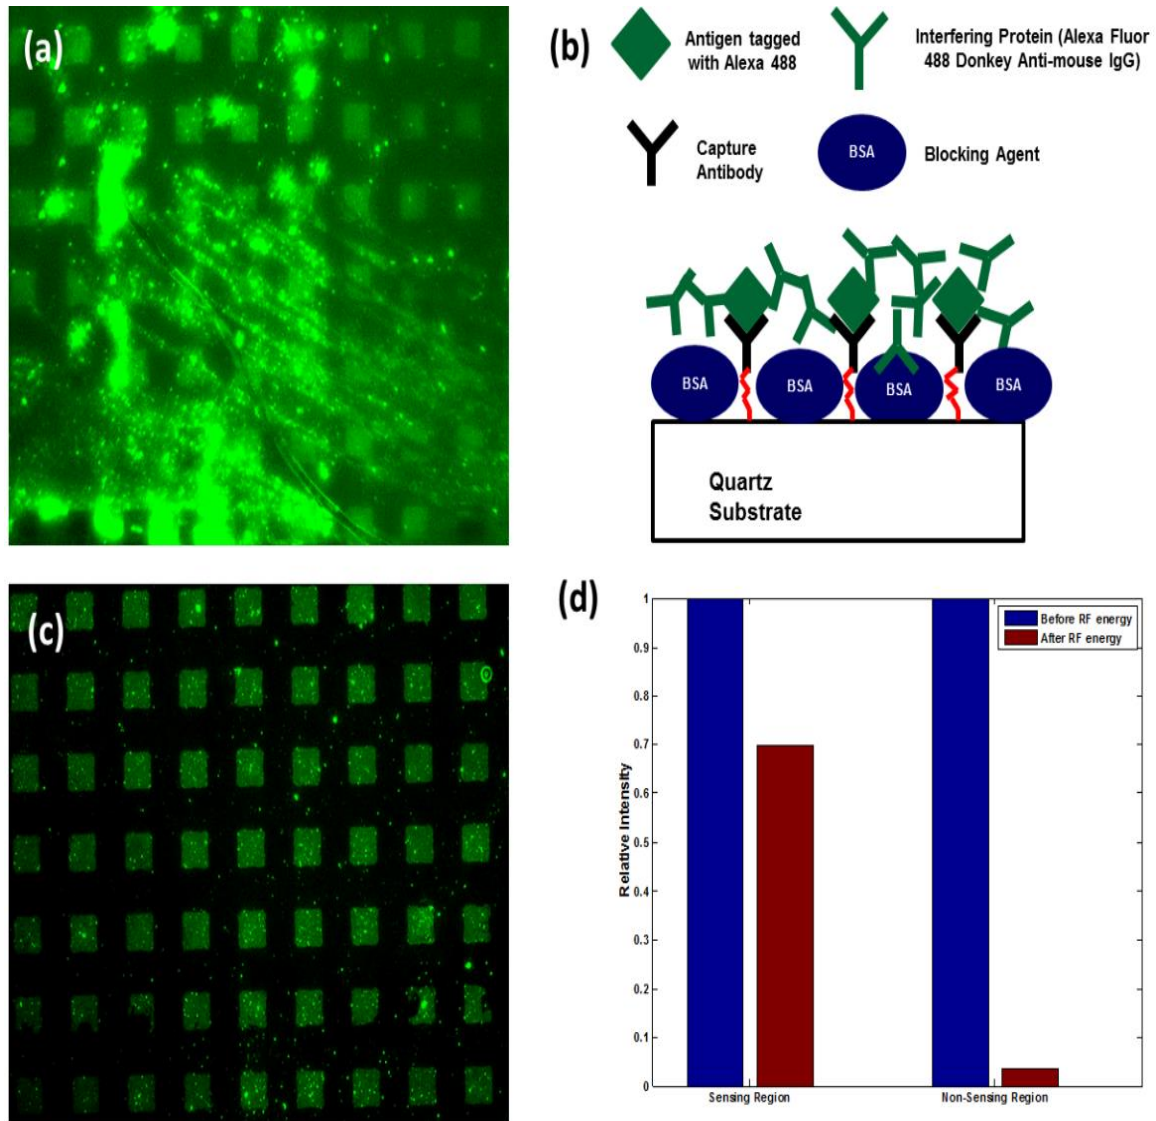 (a)
(b)
Antigen tagged
with Alexa 488
Interfering Protein (Alexa Fluor
488 Donkey Anti-mouse IgG)
Capture
Antibody
BSA
Blocking Agent
BSA
BSA
BSA
BSA
Quartz
Substrate
(c)
(d)
Before RF energy
After RF energy
Relative Intensity
1
0.9
0.8
0.7
0.6
0.5
0.4
0.3
0.2
0.1
0
Sensing Region
Non-Sensing Region